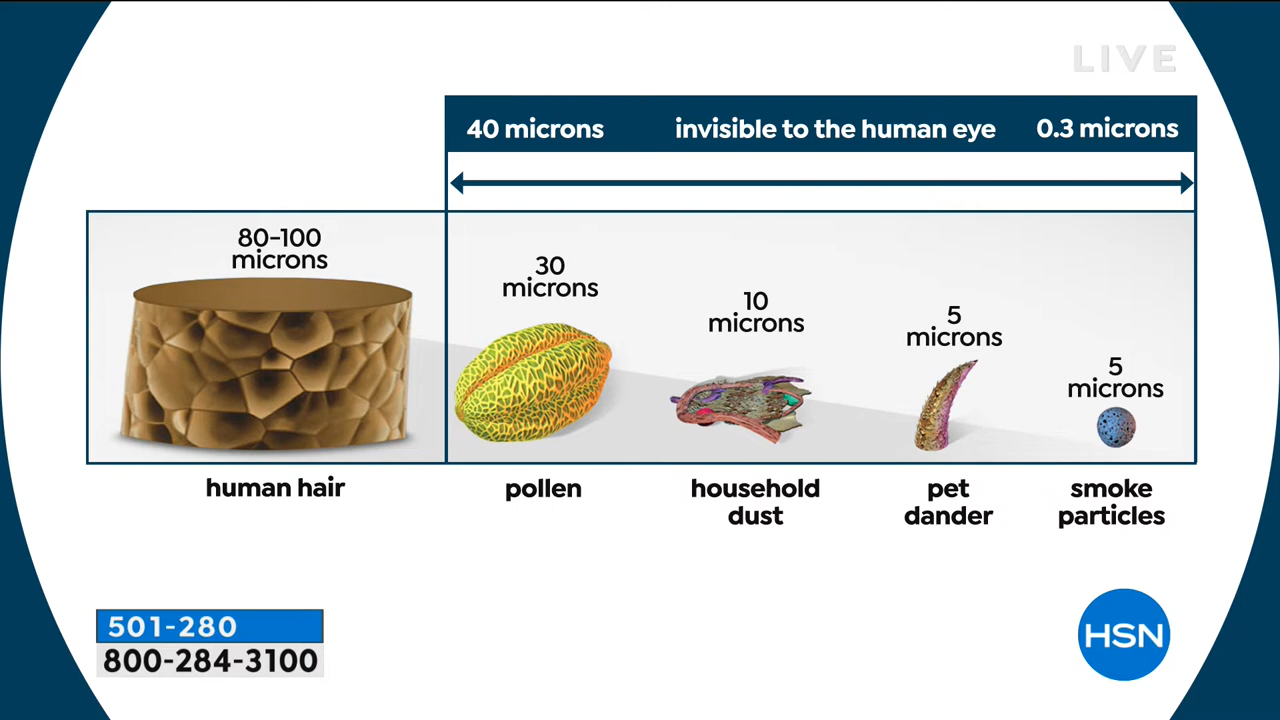 LIVE
40 microns invisible to the human eye 0.3 microns
80-100
microns
30
microns
10
microns
5
microns
5
microns
human hair
pollen
household
dust
pet
dander
smoke
particles
501-280
800-284-3100
HSN